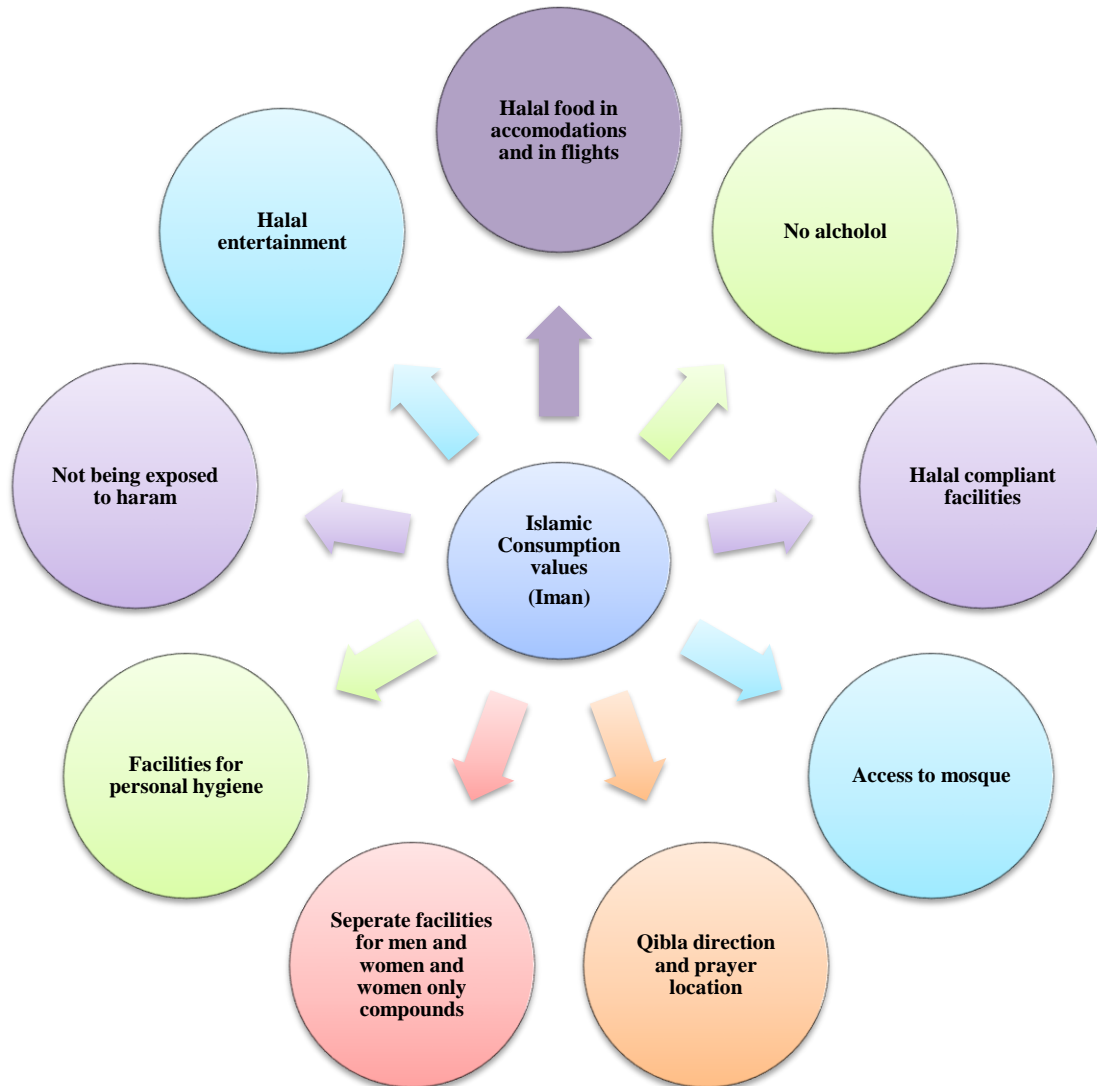 Halal food in
accomodations
and in flights
No alcholol
Halal compliant
facilities
Access to mosque
Qibla direction
and prayer
location
Seperate facilities
for men and
women and
women only
compounds
Facilities for
personal hygiene
Not being exposed
to haram
Halal
entertainment
Islamic
Consumption
values
(Iman)